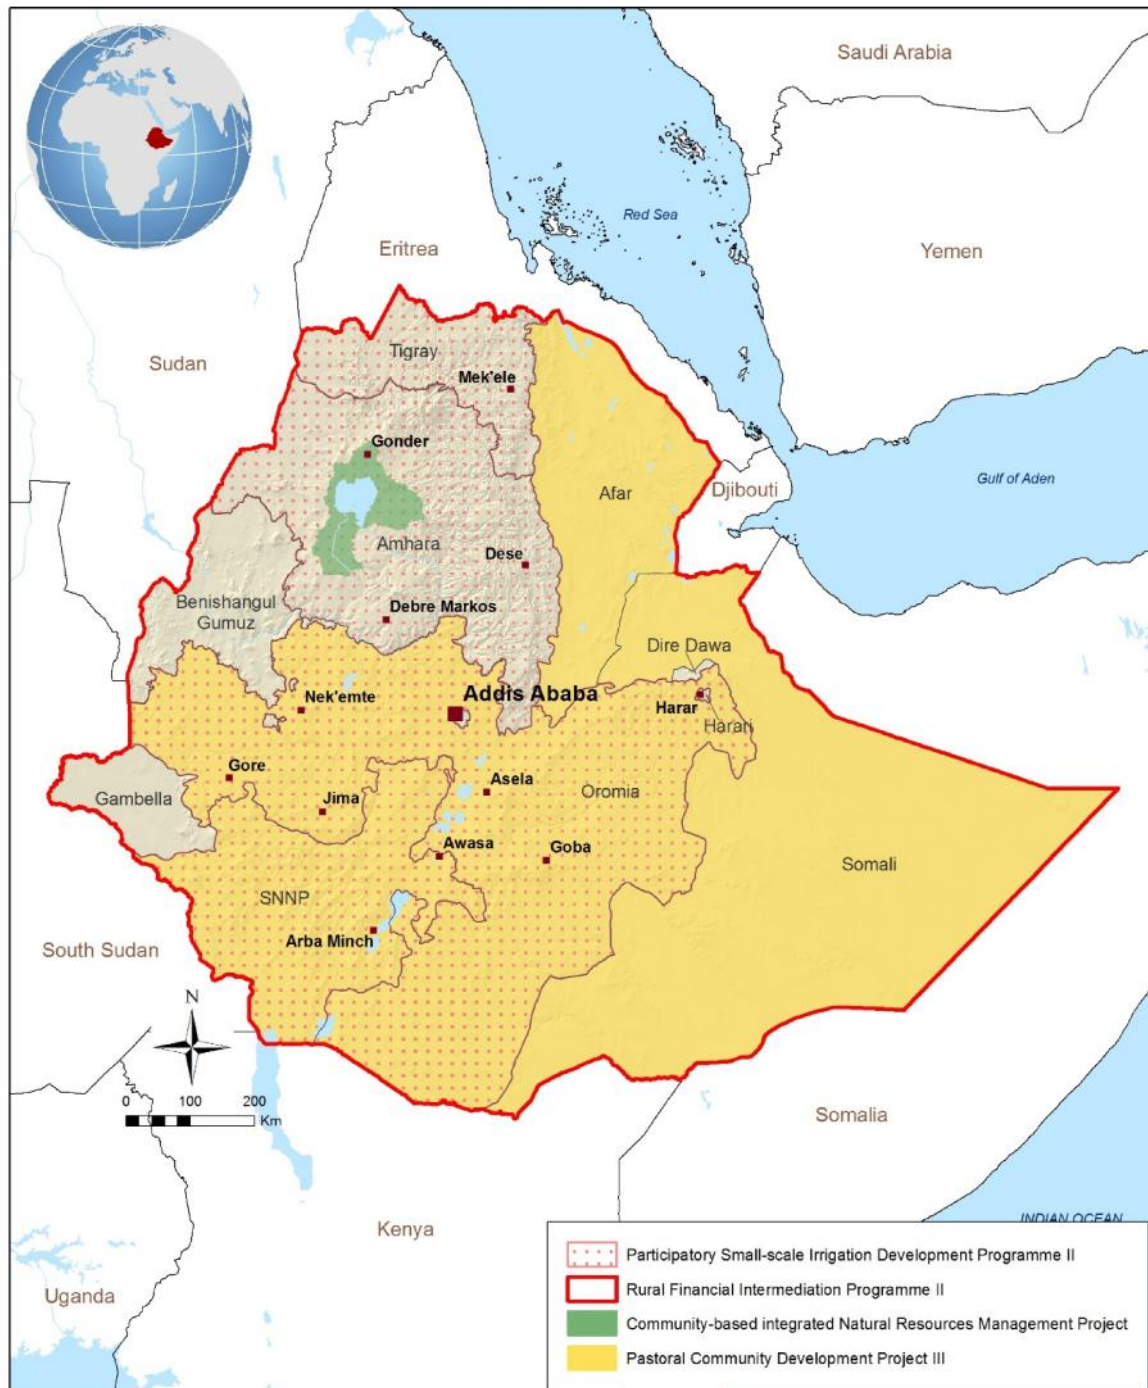 Saudi Arabia
Red Sea
Eritrea
Yemen
Sudan
Tigray
Mek'ele
Gonder
Afar
Djibouti
Gulf of Aden
Amhara
Dese
Benishangul
Gumuz
Debre Markos
Dire Dawa
Nek'emte
Addis Ababa
Harar
Harari
Gore
Asela
Oromia
Gambella
Jima
Awasa
Goba
Somali
SNNP
Arba Minch
South Sudan
N
0 100 200
Km
Somalia
INDIAN OCEAN
Kenya
Uganda
Participatory Small-scale Irrigation Development Programme II
Rural Financial Intermediation Programme II
Community-based integrated Natural Resources Management Project
Pastoral Community Development Project III